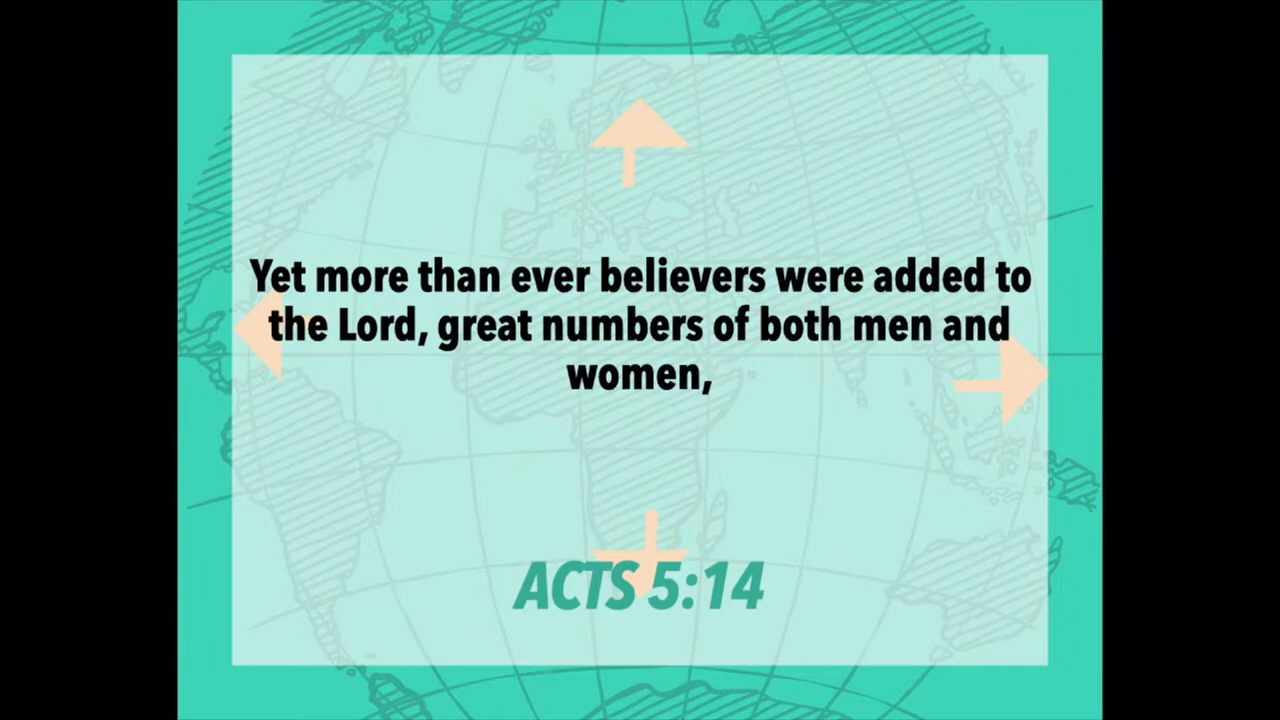 Yet more than ever believers were added to
the Lord, great numbers of both men and
women,
ACTS 5:14